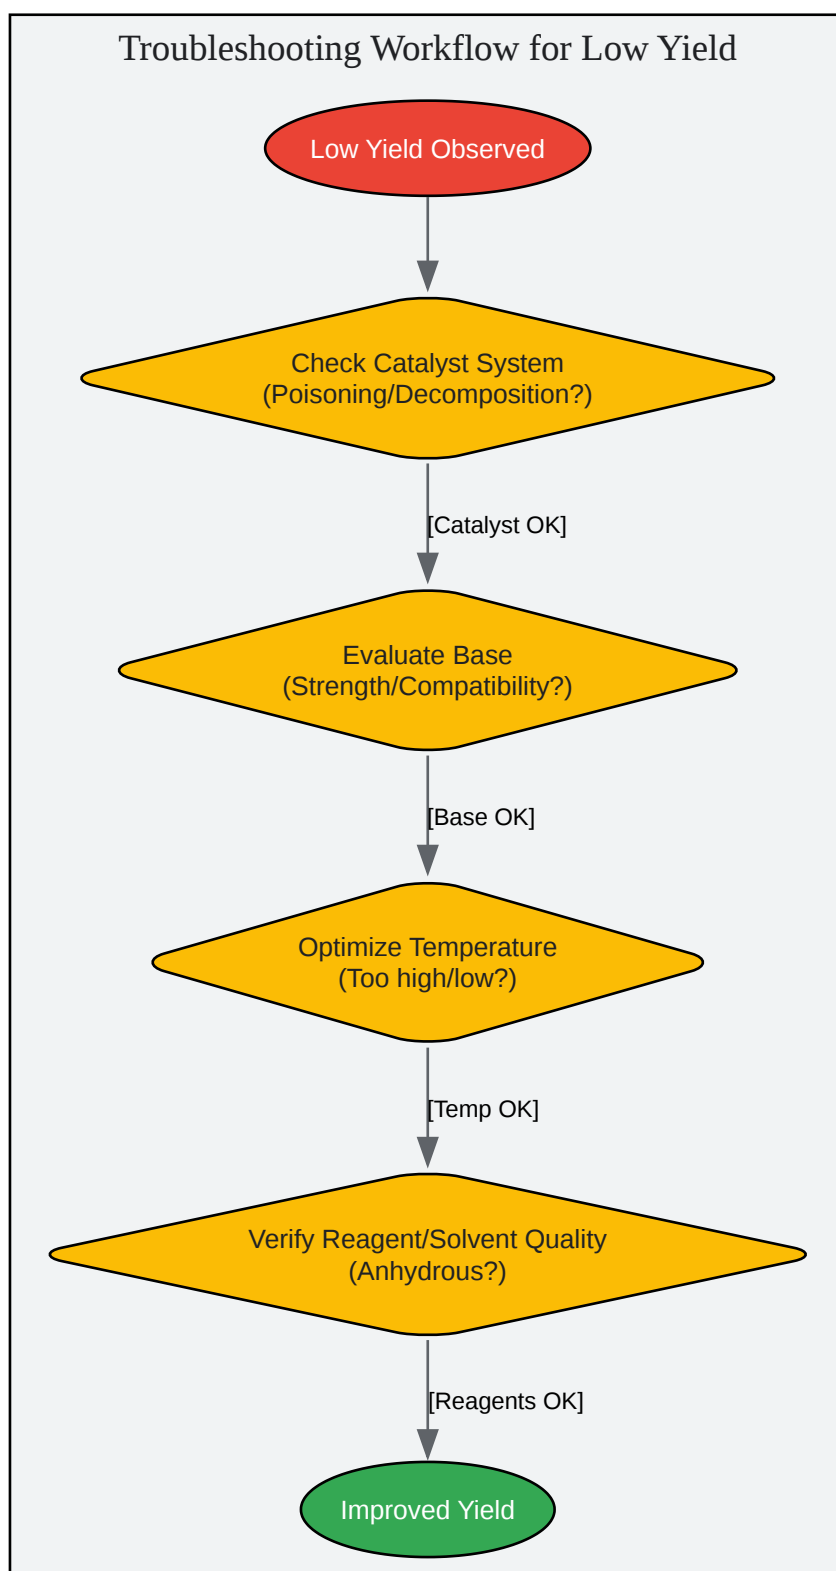 Troubleshooting Workflow for Low Yield
Low Yield Observed
Check Catalyst System
(Poisoning/Decomposition?)
[Catalyst OK]
Evaluate Base
(Strength/Compatibility?)
[Base OK]
Optimize Temperature
(Too high/low?)
[Temp OK]
Verify Reagent/Solvent Quality
(Anhydrous?)
[Reagents OK]
Improved Yield